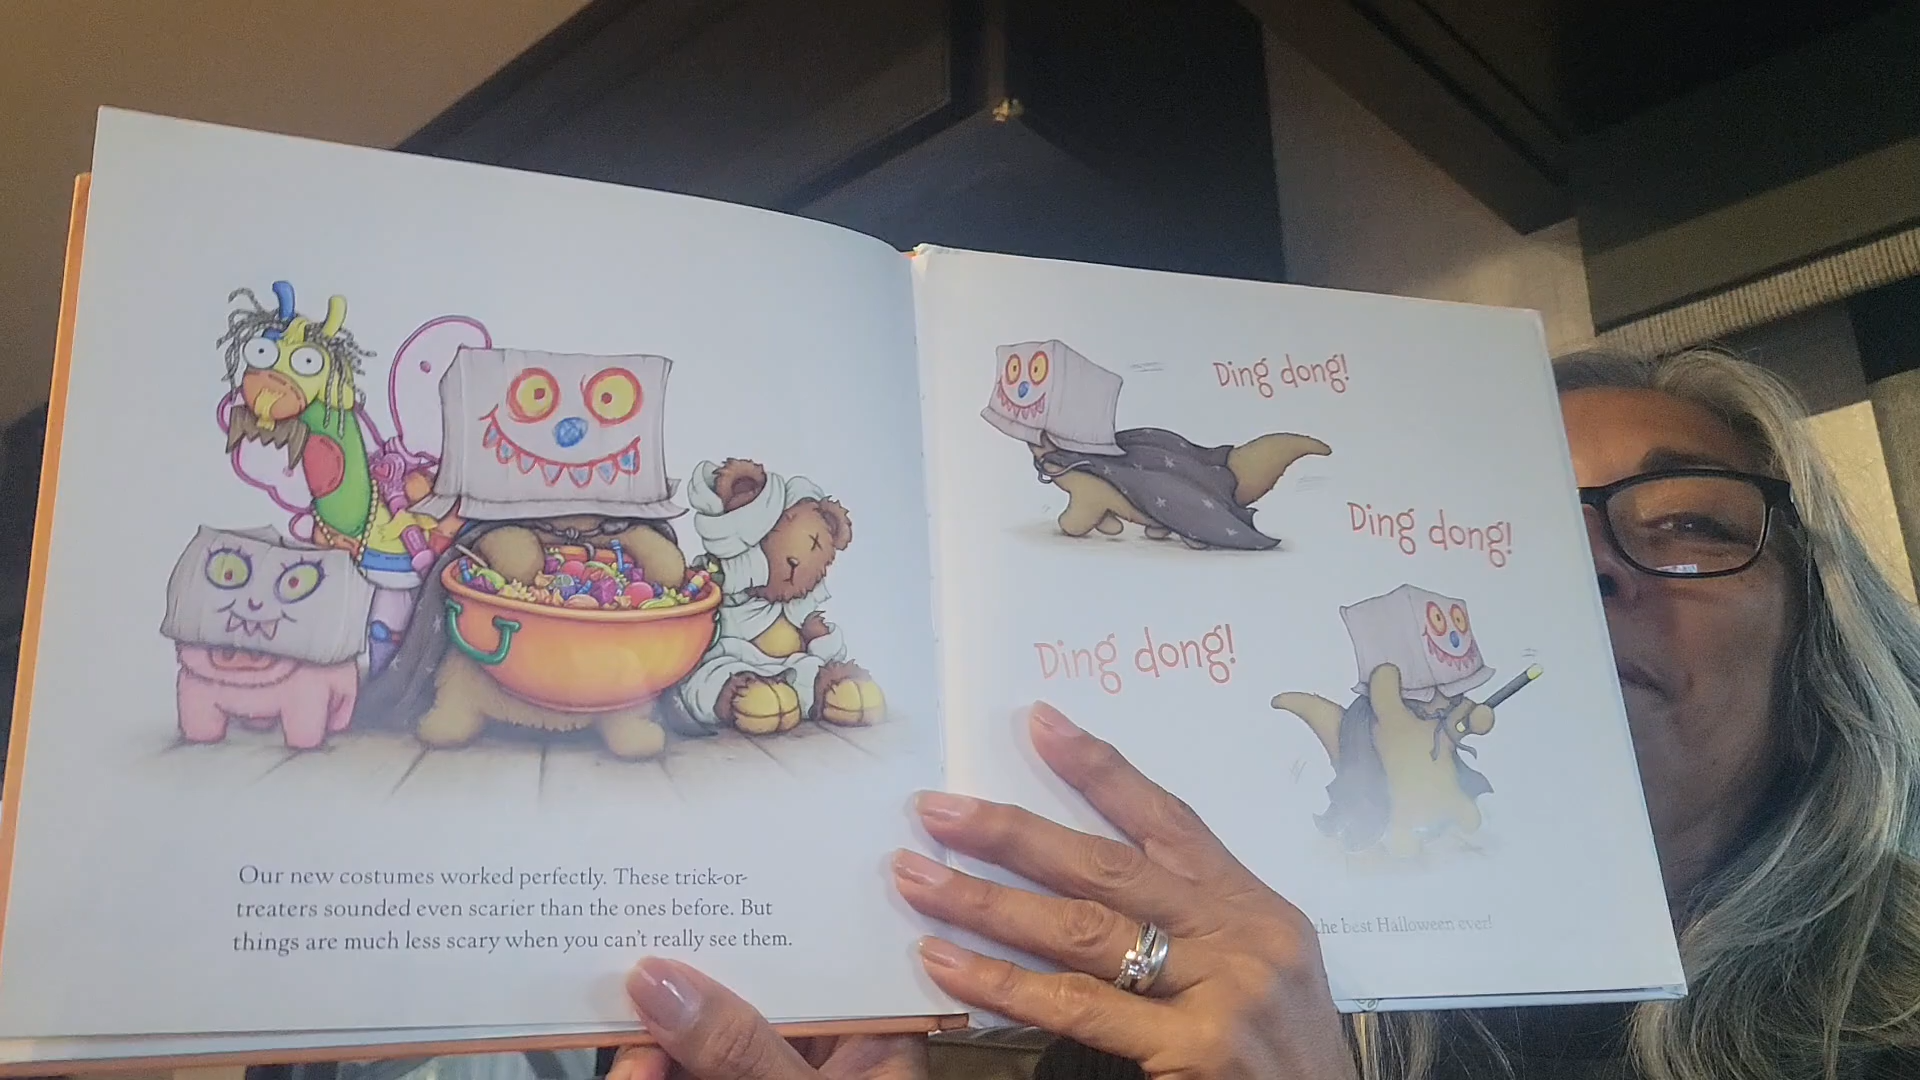 Our new costumes worked perfectly. These trick-or-
treaters sounded even scarier than the ones before. But
things are much less scary when you can't really see them.
Ding dong!
Ding dong!
Ding dong!
the best Halloween ever!